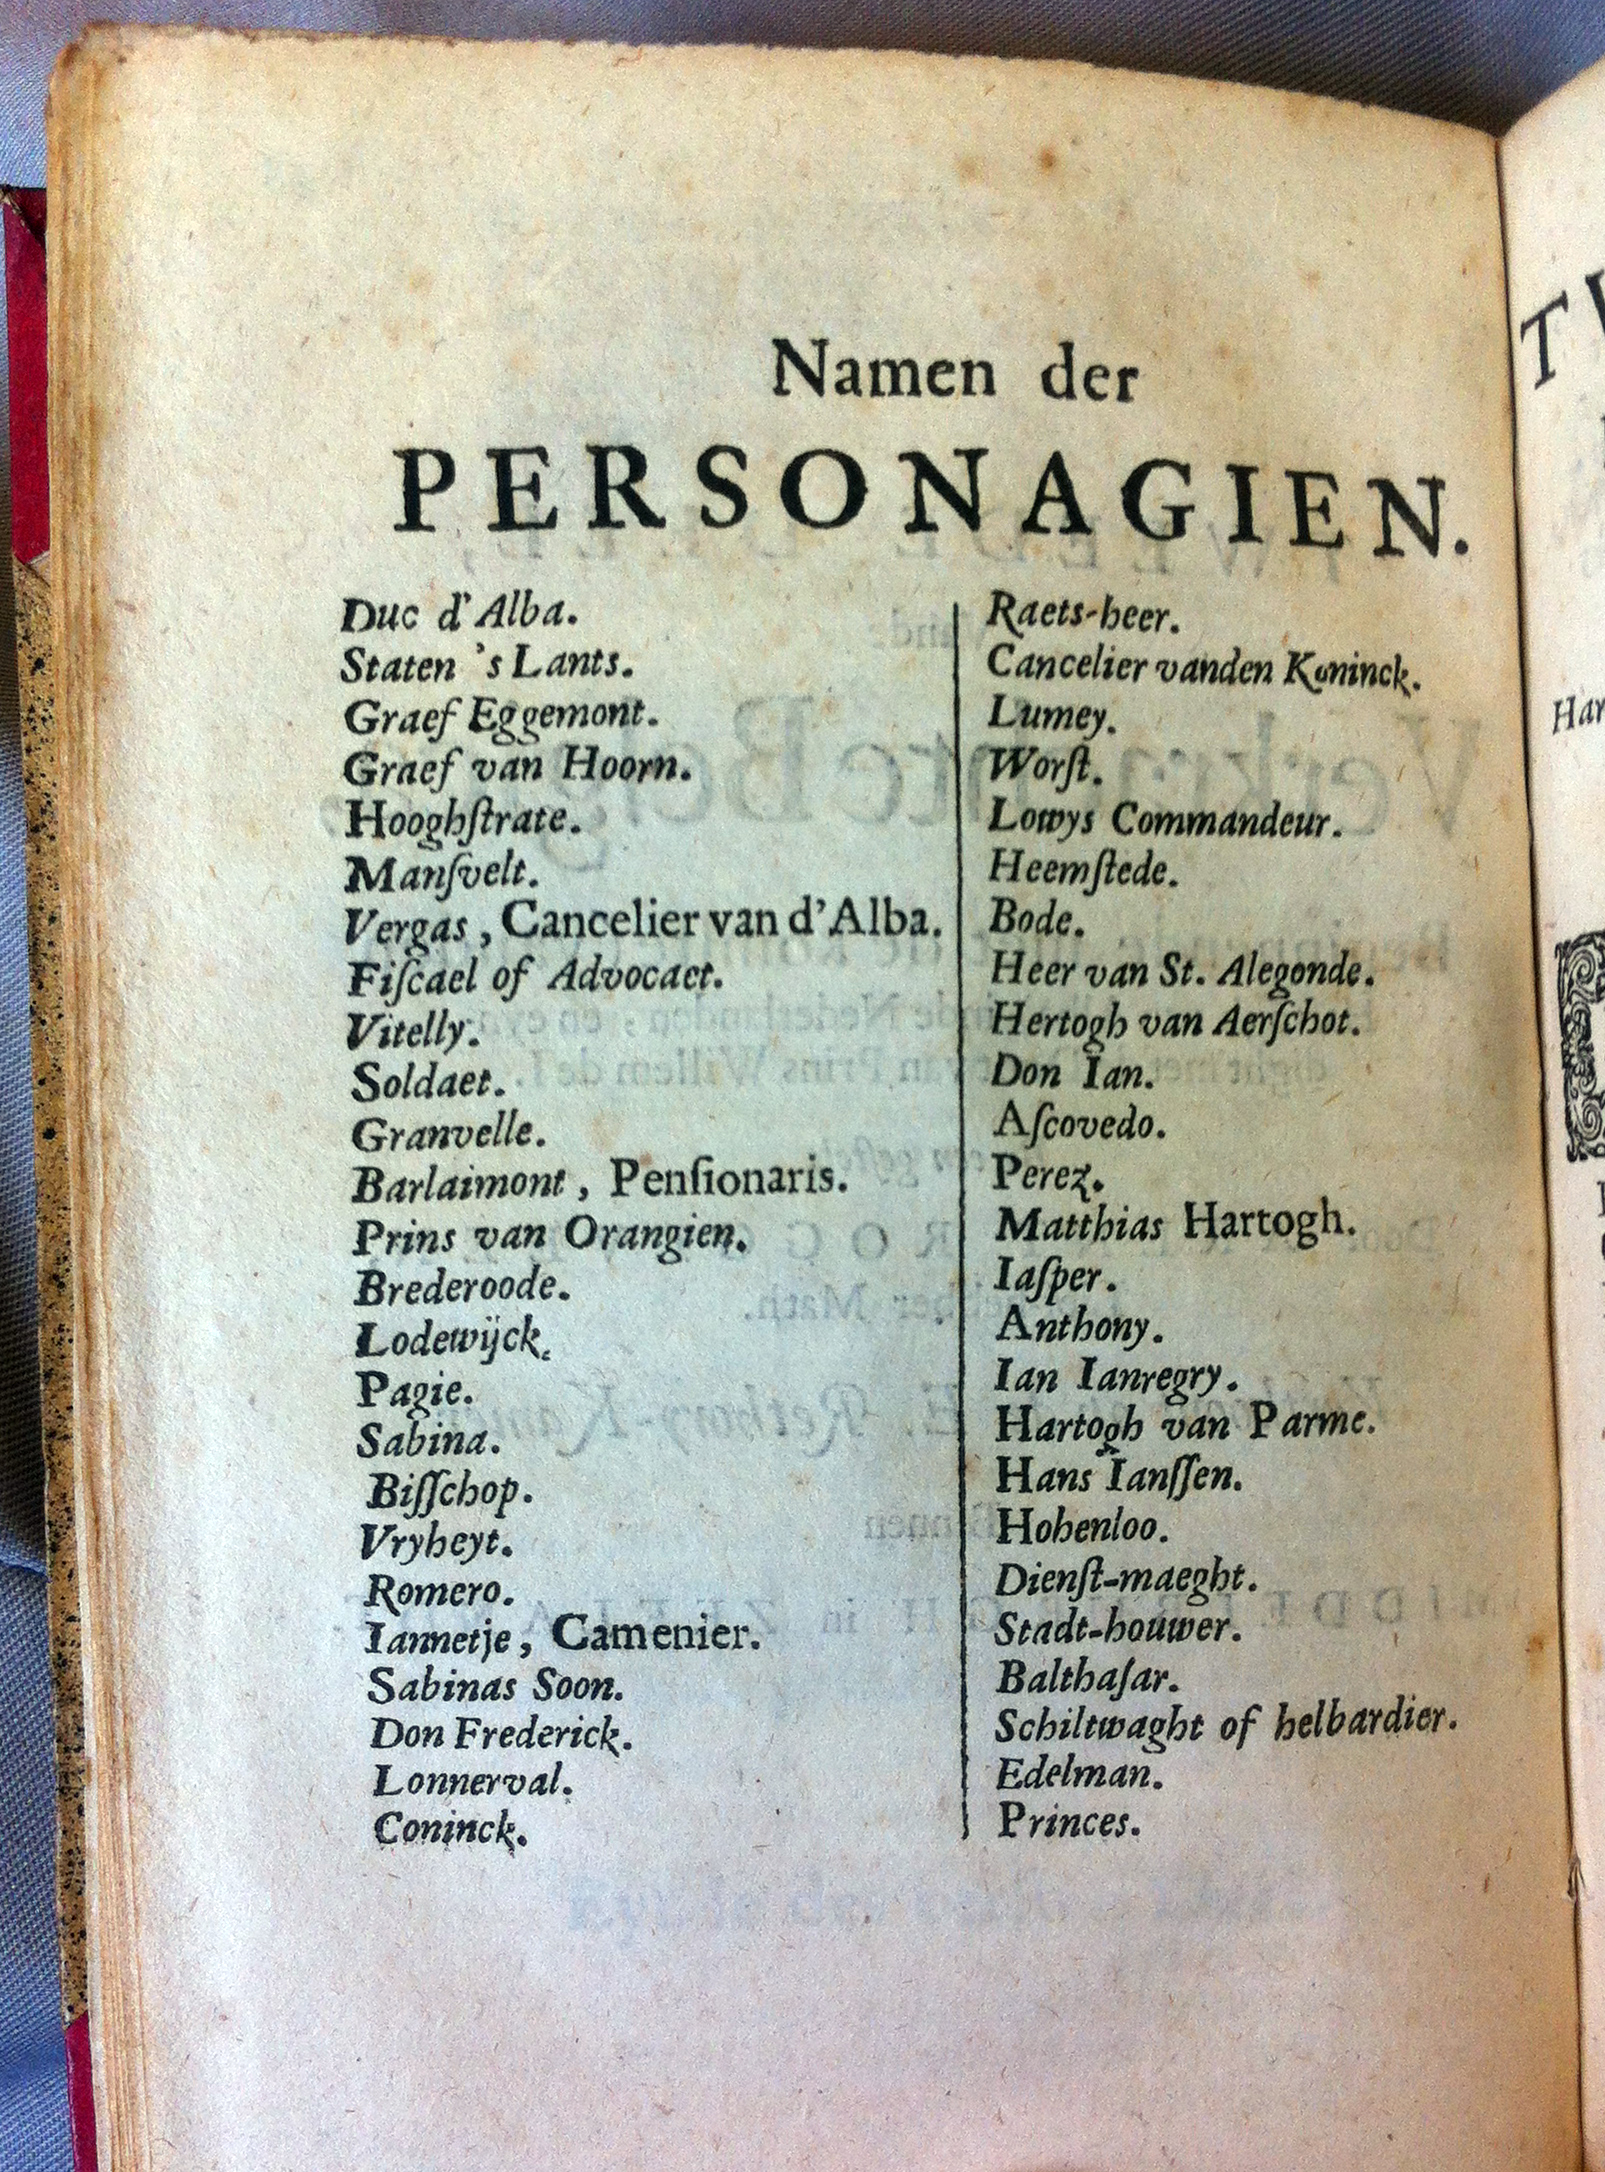 Namen der
PERSONAGIEN.
Duc d'Alba.
Staten 's Lants.
Graef Eggemont.
Graef van Hoorn.
Hooghſtrate.
Manſvelt.
Vergas, Cancelier van d'Alba.
Fiſcael of Advocaet.
Vitelly.
Soldaet.
Granvelle.
Barlaimont, Penſionaris.
Prins van Orangien.
Brederoode.
Lodewijck.
Pagie.
Sabina.
Biſſchop.
Vryheyt.
Romero.
Iannetje, Camenier.
Sabinas Soon.
Don Frederick.
Lonnerval.
Coninck.
Raets-heer.
Cancelier vanden Koninck.
Lumey.
Worſt.
Lowys Commandeur.
Heemſtede.
Bode.
Heer van St. Alegonde.
Hertogh van Aerſchot.
Don Ian.
Aſcovedo.
Perez.
Matthias Hartogh.
Iaſper.
Anthony.
Ian Ianregry.
Hartogh van Parme.
Hans Ianſſen.
Hohenloo.
Dienſt-maeght.
Stadt-houwer.
Balthaſar.
Schiltwaght of helbardier.
Edelman.
Princes.